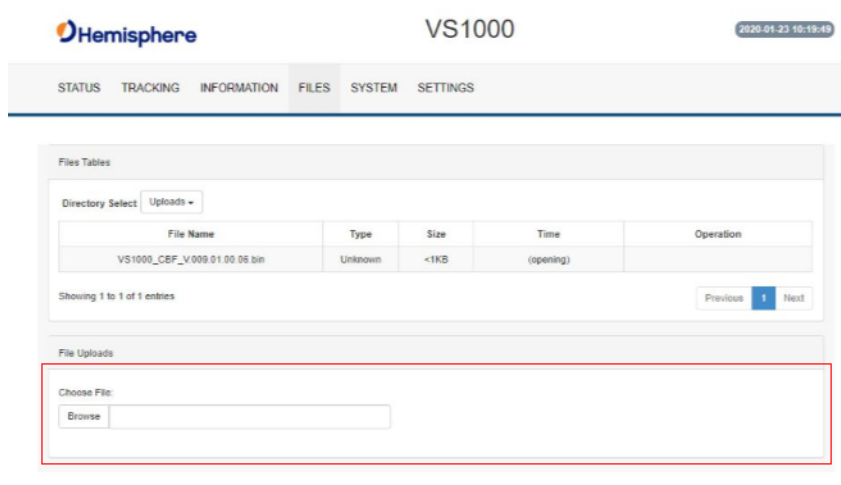 Hemisphere
VS1000
2020-01-23 10:19:49
STATUS TRACKING INFORMATION FILES SYSTEM SETTINGS
Files Tables
Directory Select Uploads
File Name Type Size Time Operation
VS1000_CBF_V.009.01.00.06.bin Unknown <1KB (opening)
Showing 1 to 1 of 1 entries
Previous 1 Next
File Uploads
Choose File:
Browse